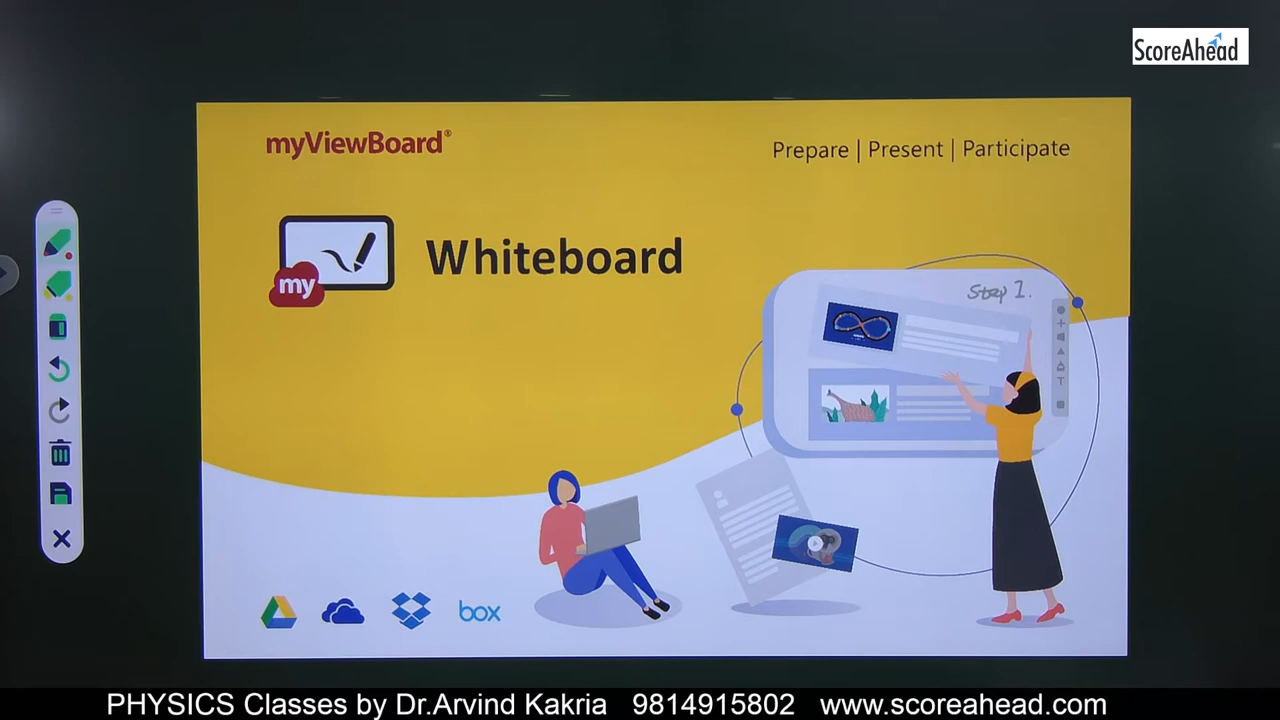 ScoreAhead
myViewBoard®
Prepare | Present | Participate
my
Whiteboard
Step 1.
T
box
PHYSICS Classes by Dr.Arvind Kakria 9814915802 www.scoreahead.com